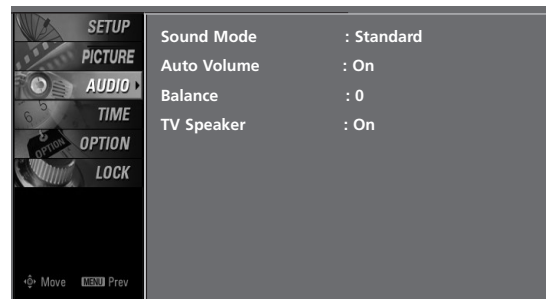 SETUP
PICTURE
AUDIO
TIME
OPTION
LOCK
Move MENU Prev
Sound Mode : Standard
Auto Volume : On
Balance : 0
TV Speaker : On